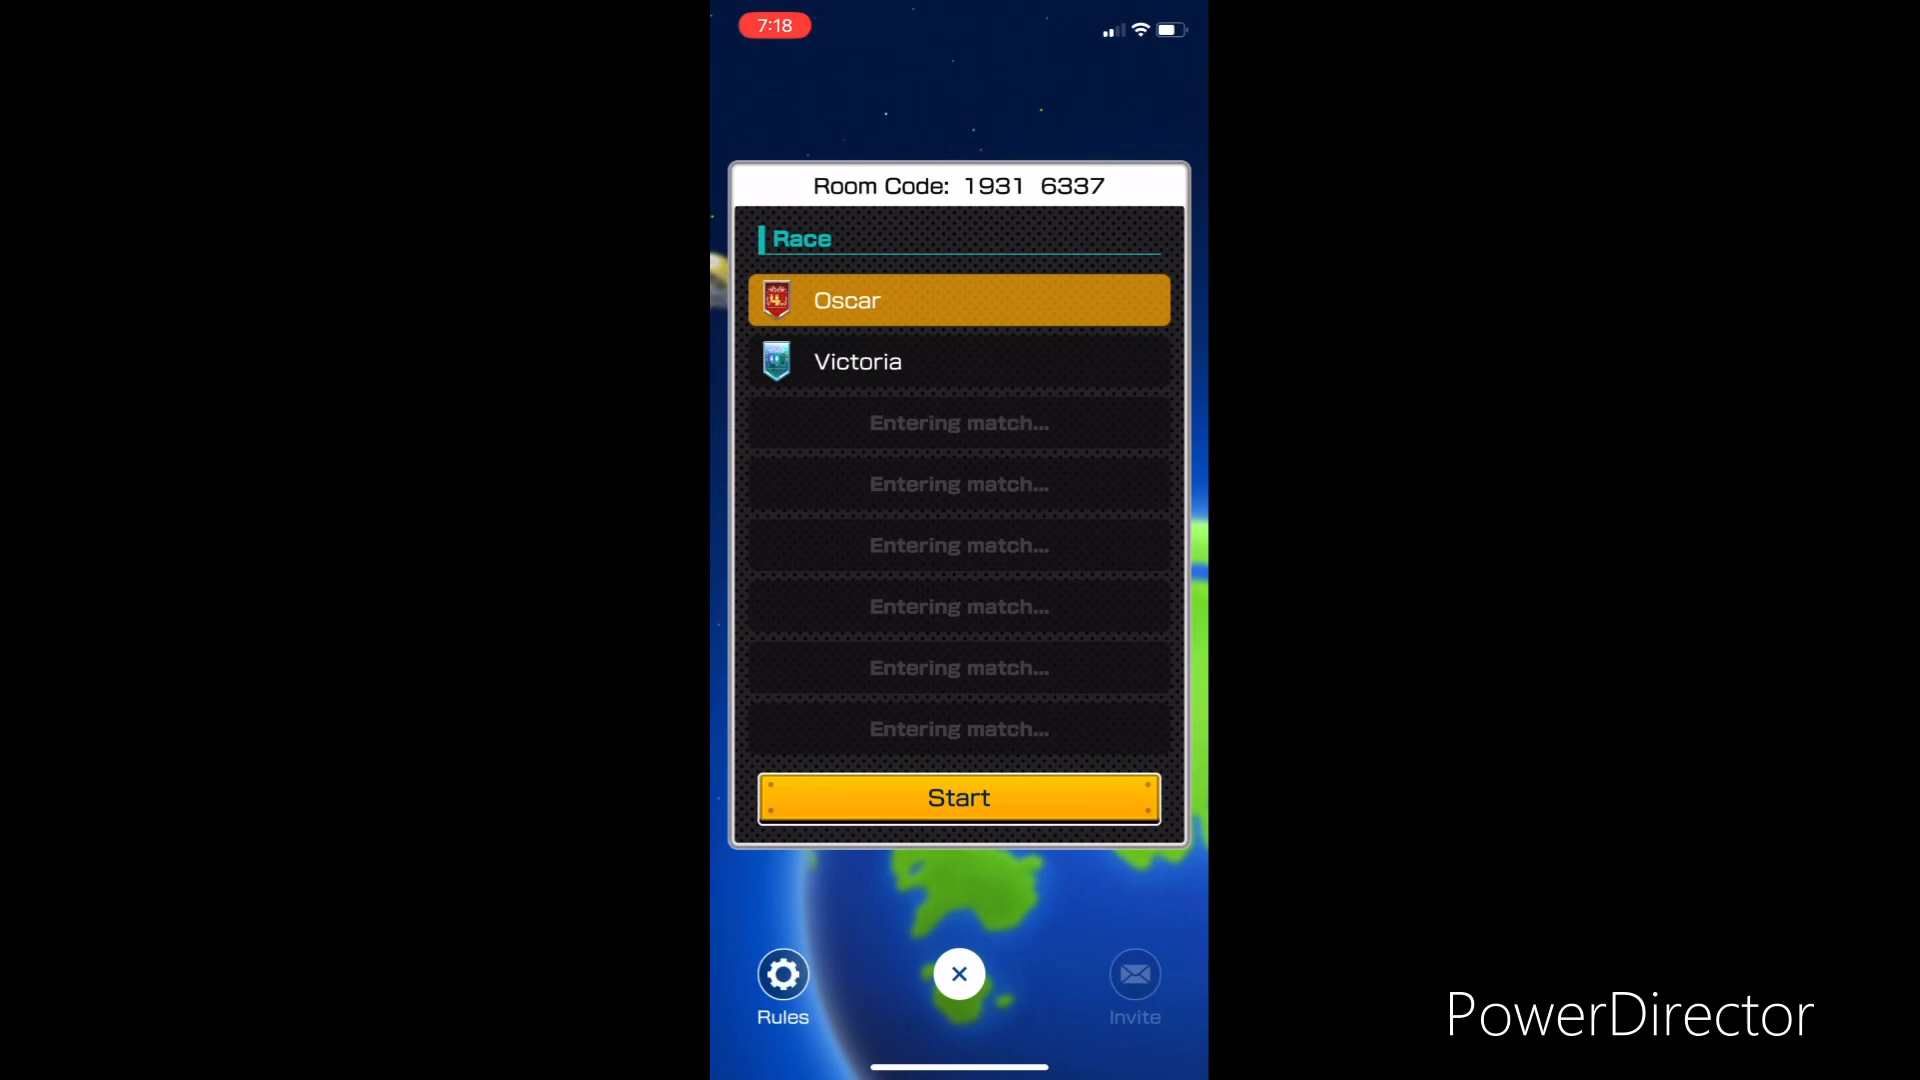 7:18
Room Code: 1931 6337
Race
Oscar
Victoria
Entering match...
Entering match...
Entering match...
Entering match...
Entering match...
Entering match...
Start
Rules
Invite
PowerDirector